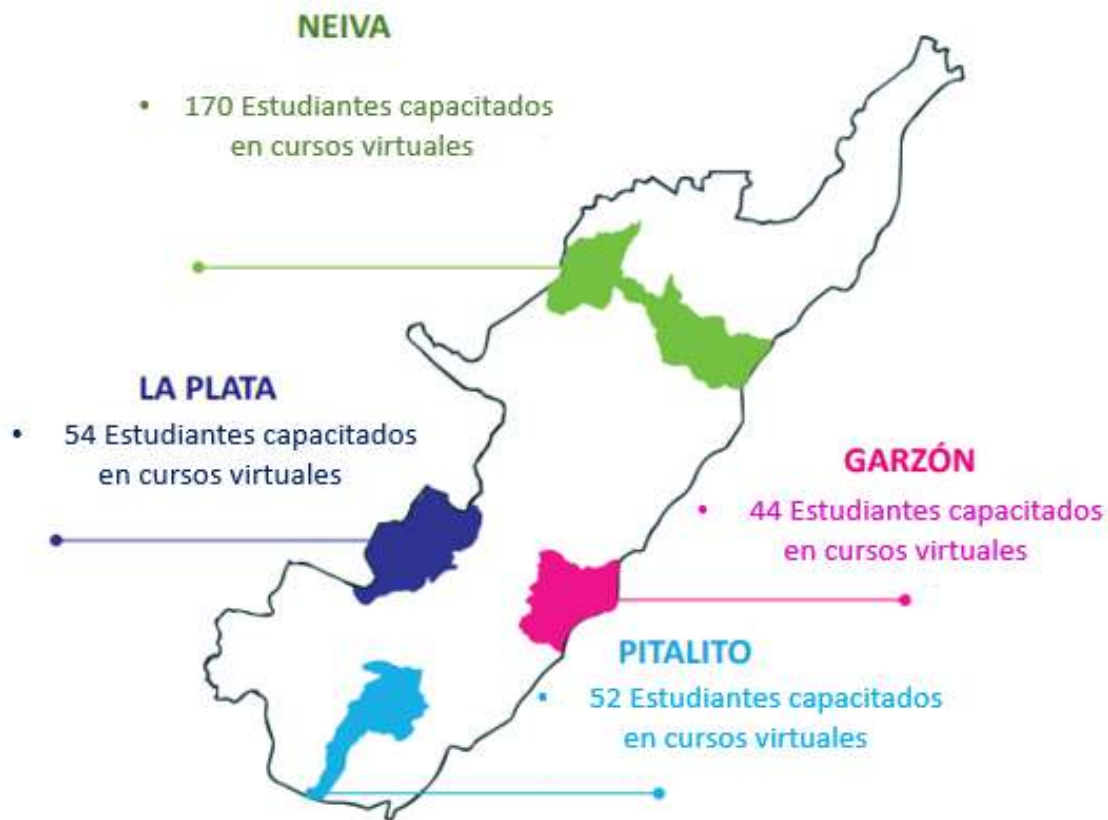 NEIVA
• 170 Estudiantes capacitados
en cursos virtuales
LA PLATA
• 54 Estudiantes capacitados
en cursos virtuales
GARZÓN
• 44 Estudiantes capacitados
en cursos virtuales
PITALITO
• 52 Estudiantes capacitados
en cursos virtuales